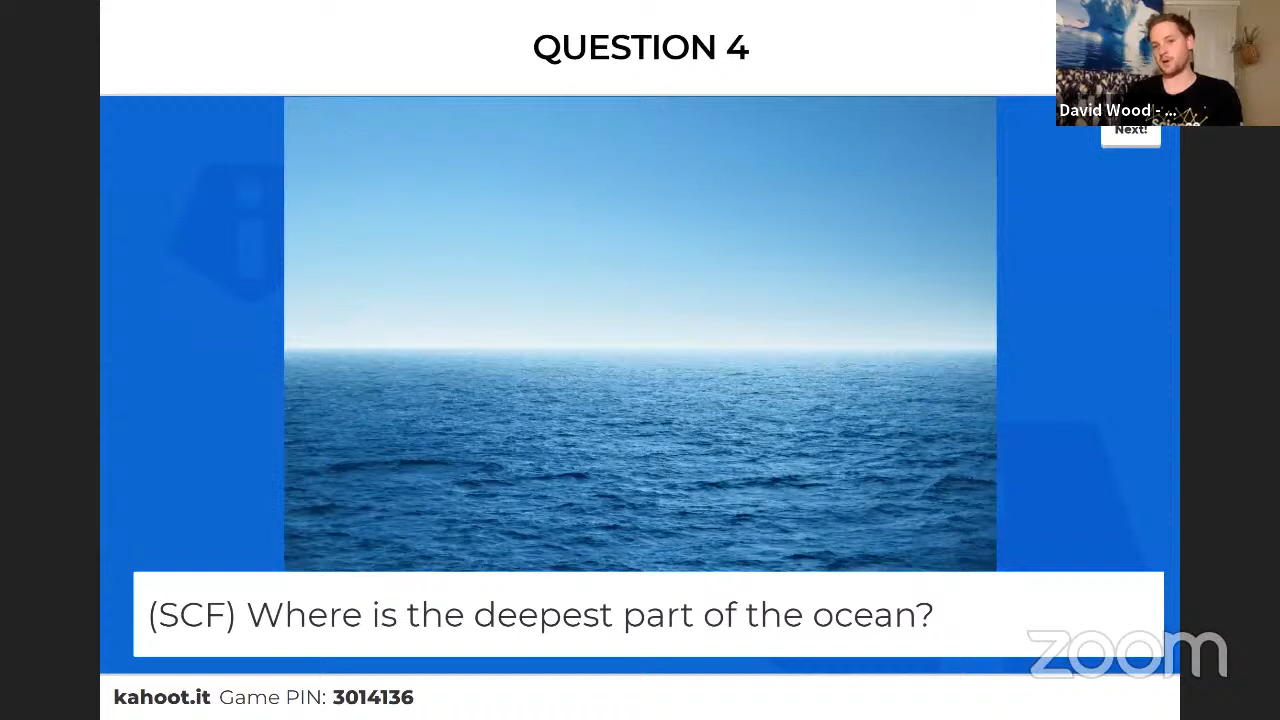 QUESTION 4
David Wood - ...
Science
Next!
(SCF) Where is the deepest part of the ocean?
zoom
kahoot.it Game PIN: 3014136